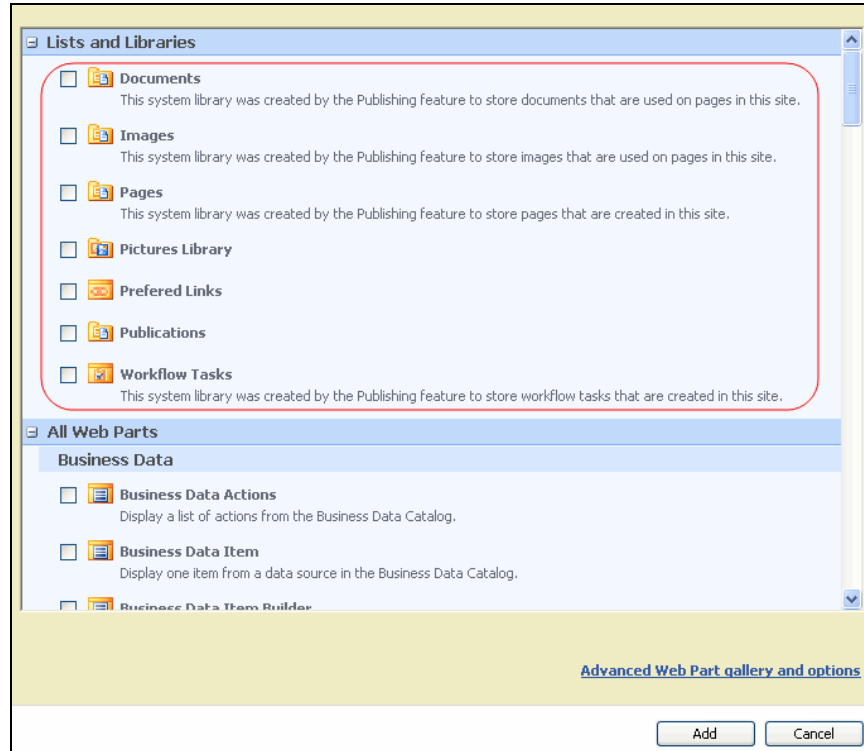 Lists and Libraries
Documents
This system library was created by the Publishing feature to store documents that are used on pages in this site.
Images
This system library was created by the Publishing feature to store images that are used on pages in this site.
Pages
This system library was created by the Publishing feature to store pages that are created in this site.
Pictures Library
Prefered Links
Publications
Workflow Tasks
This system library was created by the Publishing feature to store workflow tasks that are created in this site.
All Web Parts
Business Data
Business Data Actions
Display a list of actions from the Business Data Catalog.
Business Data Item
Display one item from a data source in the Business Data Catalog.
Business Data Item Builder
Advanced Web Part gallery and options
Add Cancel